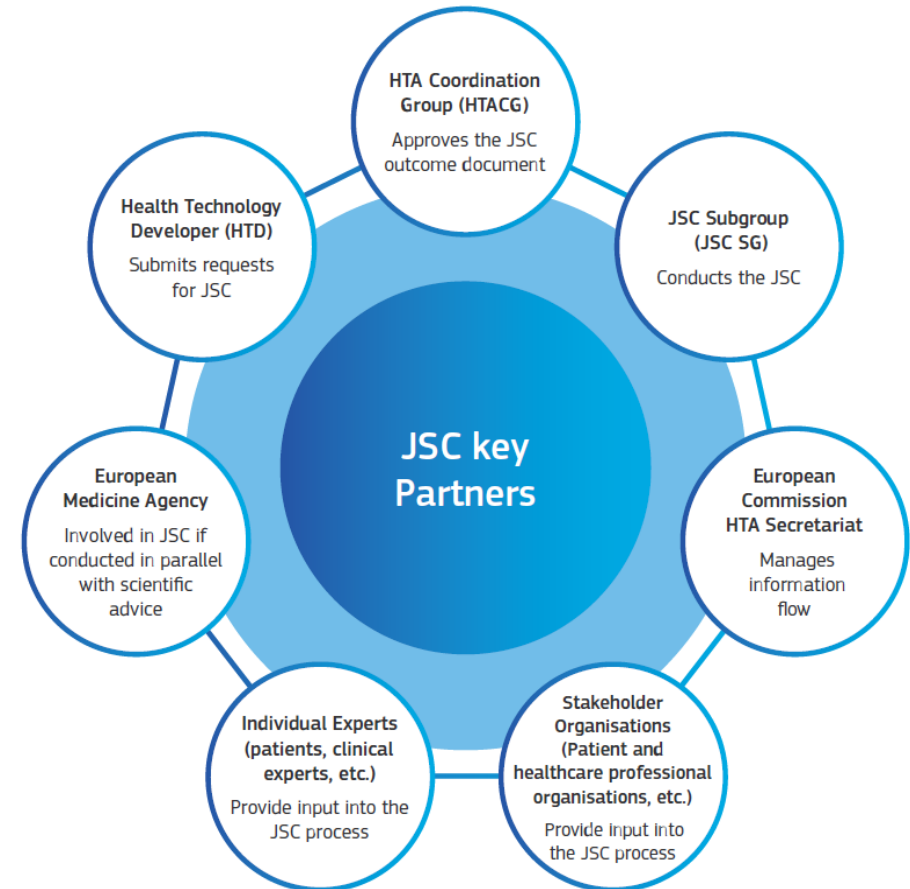 HTA Coordination
Group (HTACG)
Approves the JSC
outcome document
Health Technology
Developer (HTD)
Submits requests
for JSC
JSC Subgroup
(JSC SG)
Conducts the JSC
JSC key
Partners
European
Medicine Agency
Involved in JSC if
conducted in parallel
with scientific
advice
European
Commission
HTA Secretariat
Manages
information
flow
Individual Experts
(patients, clinical
experts, etc.)
Provide input into the
JSC process
Stakeholder
Organisations
(Patient and
healthcare professional
organisations, etc.)
Provide input into
the JSC process